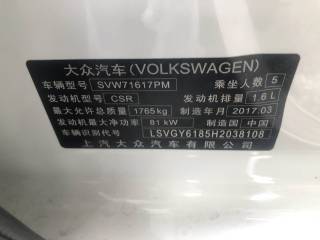 大众汽车(VOLKSWAGEN) 乘坐人数 5
车辆型号 SVW71617PM
发动机型号 CSR 发动机排量 1.6L
最大允许总质量 1765kg 制造年月 2017.03
发动机最大净功率 81 kW 制造国 中国
车辆识别代号 LSVGY6185H2038108
上汽大众汽车有限公司